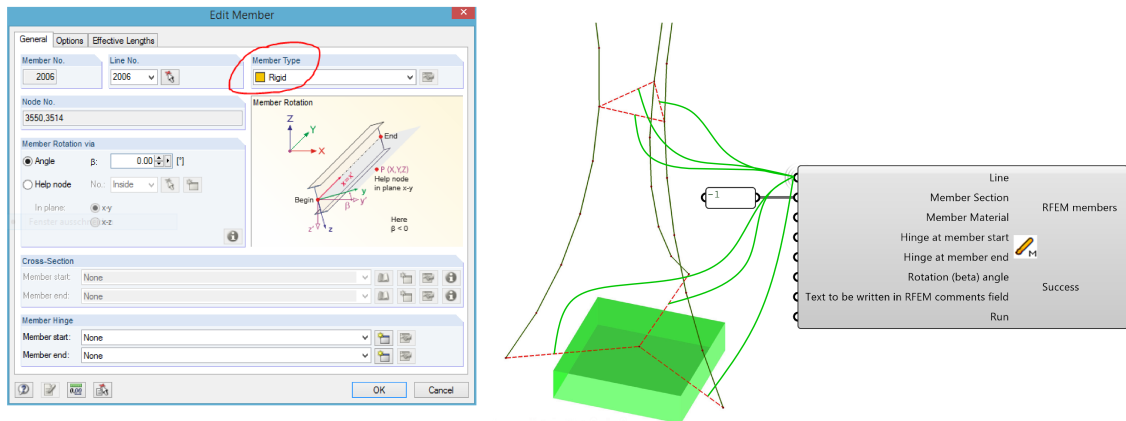 Edit Member
General Options Effective Lengths
Member No. Line No. Member Type
2006 2006 Rigid
Node No.
3550,3514
Member Rotation via
Angle β: 0.00 [°]
Help node No.: Inside
In plane: x-y
x-z
Member Rotation
Z
Y
X
End
P (X,Y,Z)
Help node
in plane x-y
x=x'
y
y'
β
Begin
z' z
Here
β < 0
Cross-Section
Member start: None
Member end: None
Member Hinge
Member start: None
Member end: None
0.00
OK Cancel
-1
Line
Member Section
Member Material
Hinge at member start
Hinge at member end
Rotation (beta) angle
Text to be written in RFEM comments field
Run
M
RFEM members
Success